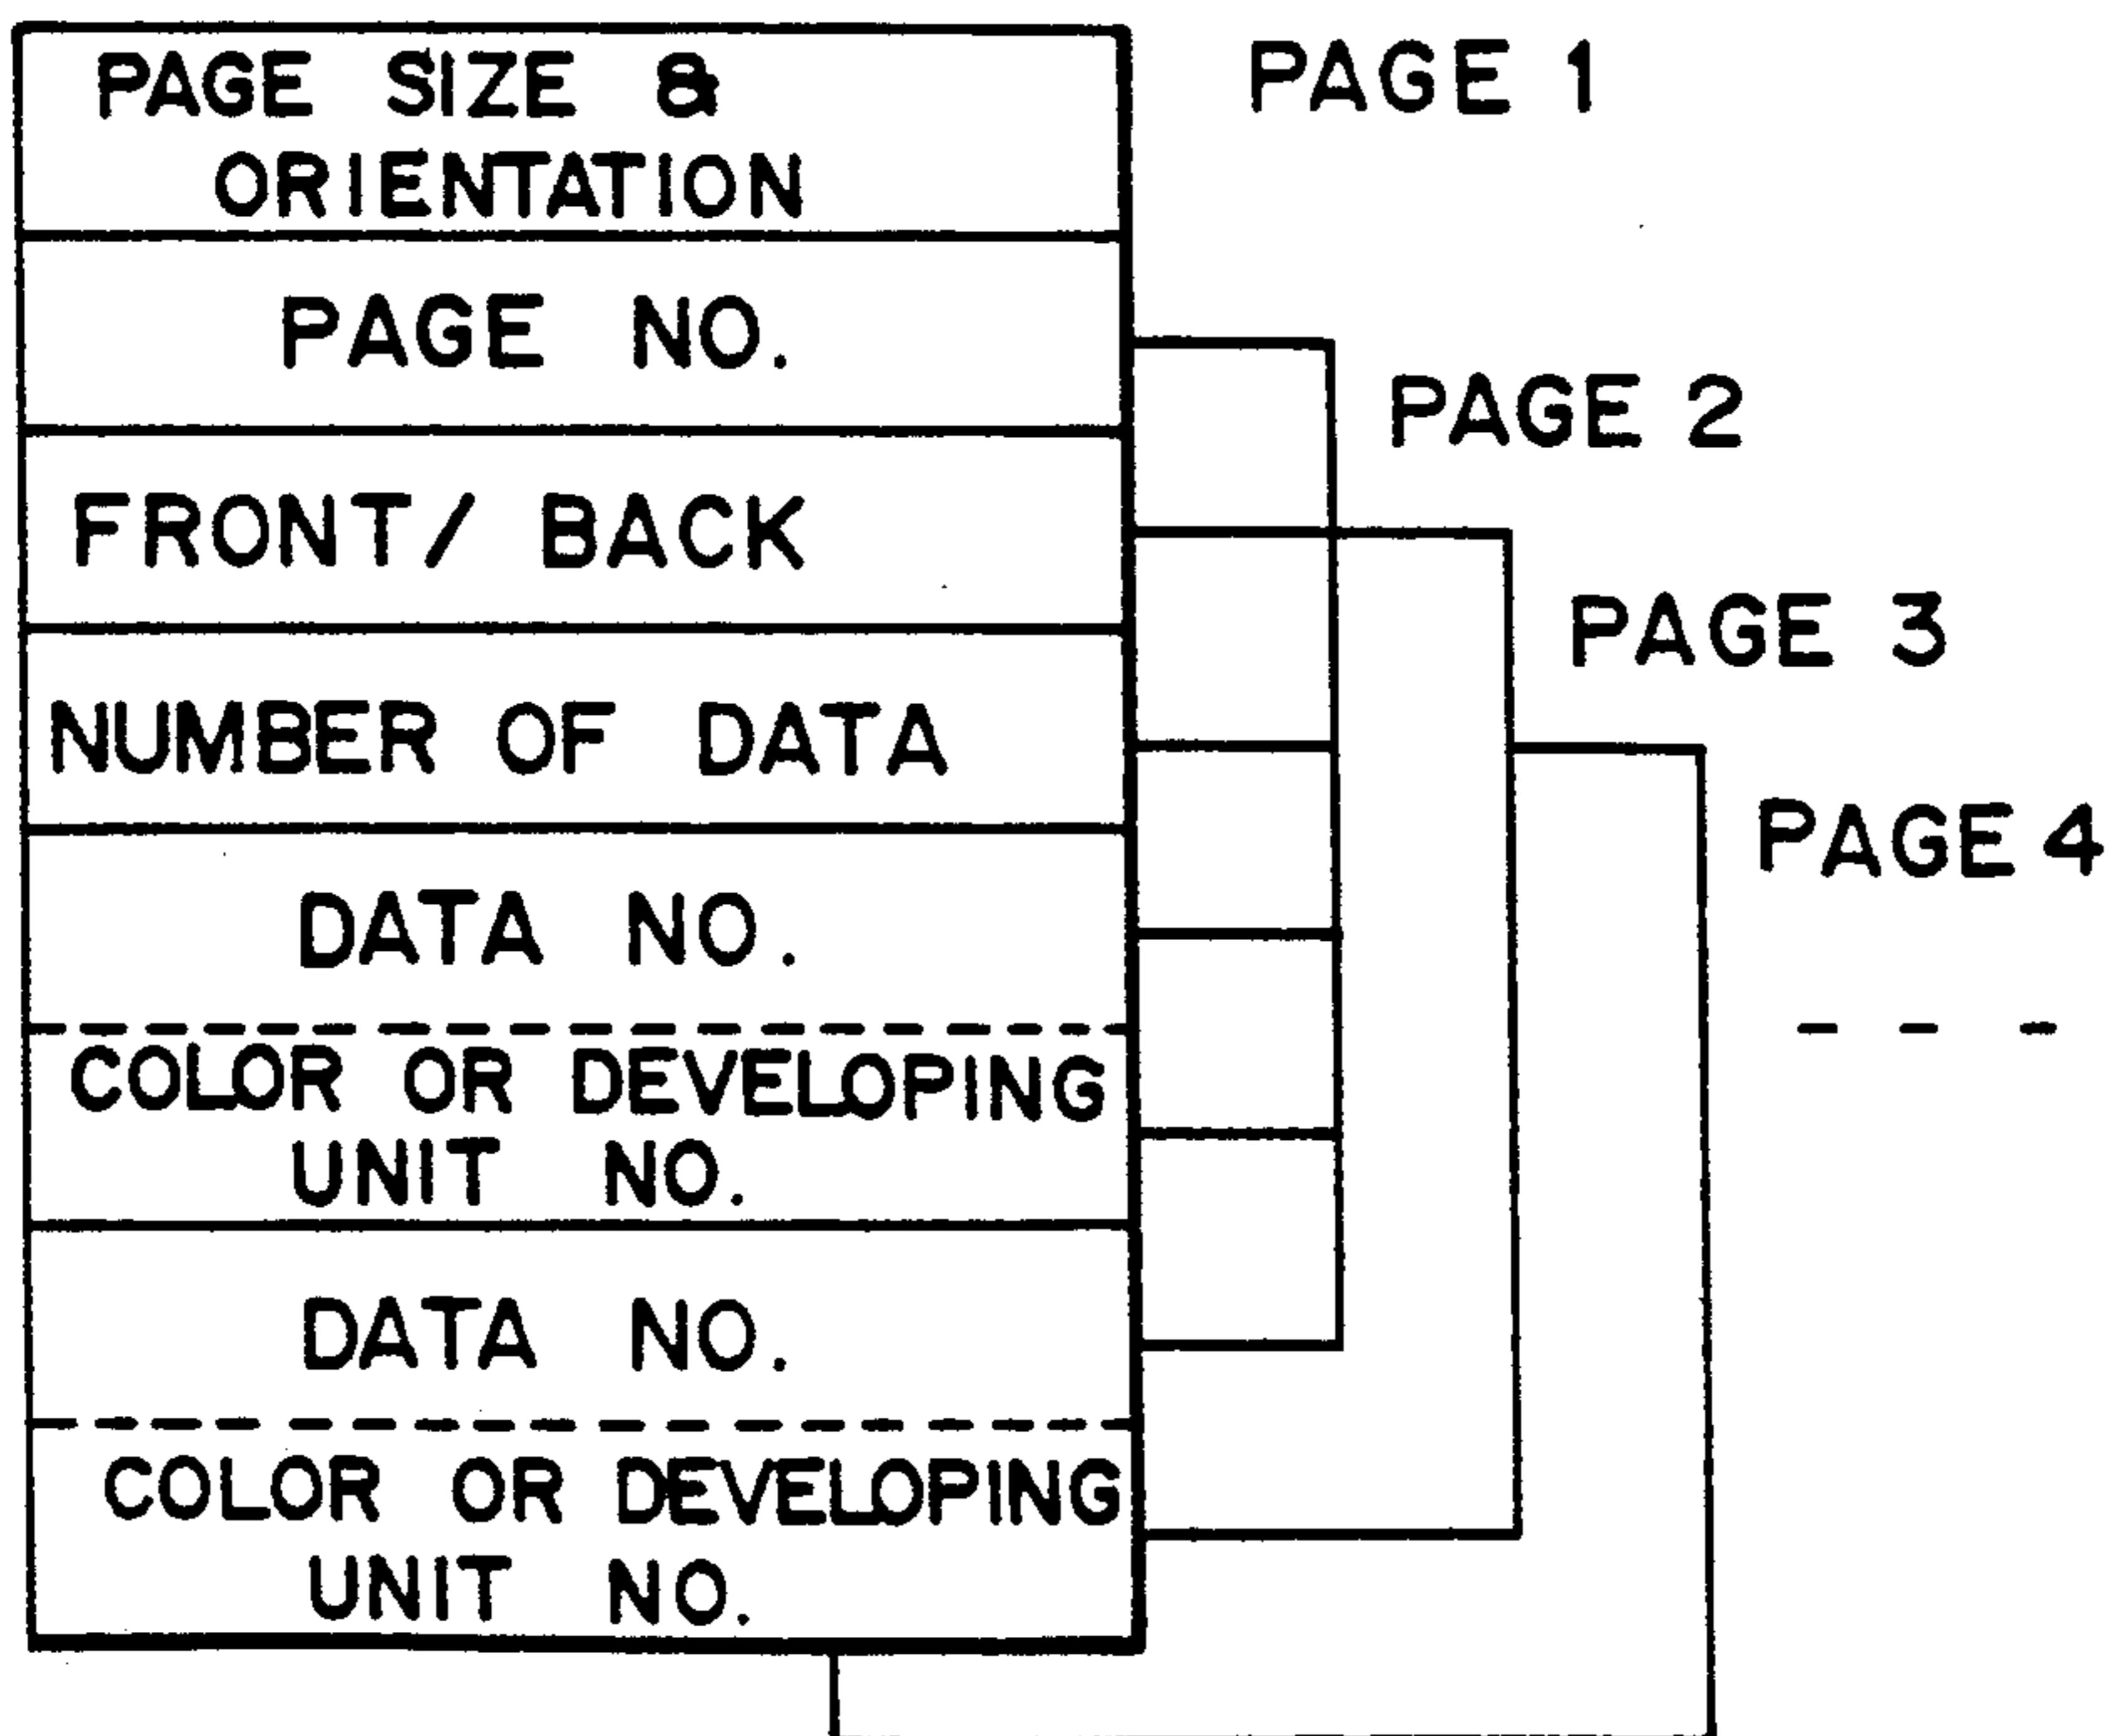 PAGE SIZE &
ORIENTATION
PAGE NO.
FRONT/ BACK
NUMBER OF DATA
DATA NO.
COLOR OR DEVELOPING
UNIT NO.
DATA NO.
COLOR OR DEVELOPING
UNIT NO.
PAGE 1
PAGE 2
PAGE 3
PAGE 4
- - -